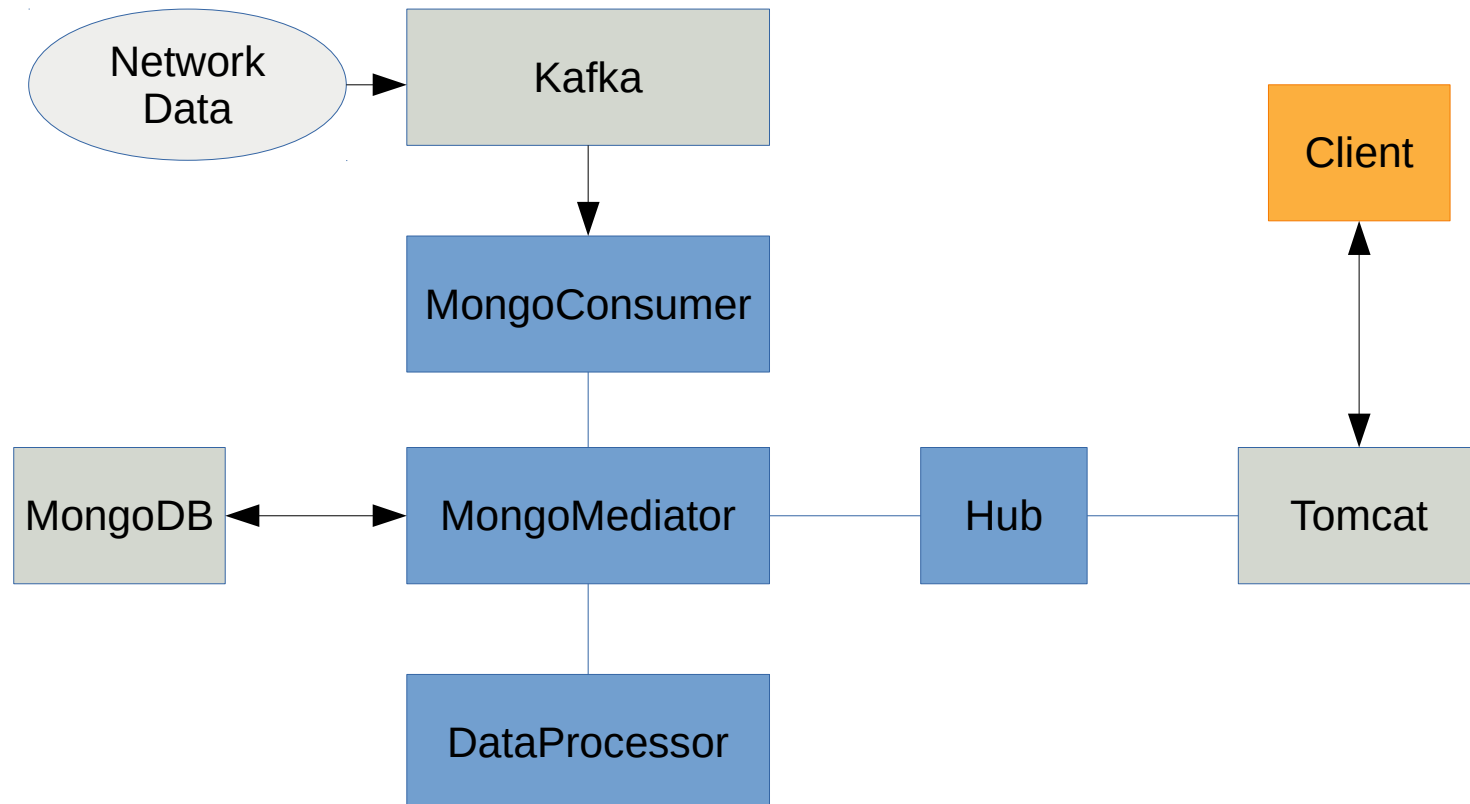 Network
Data
Kafka
Client
MongoConsumer
MongoDB
MongoMediator
Hub
Tomcat
DataProcessor